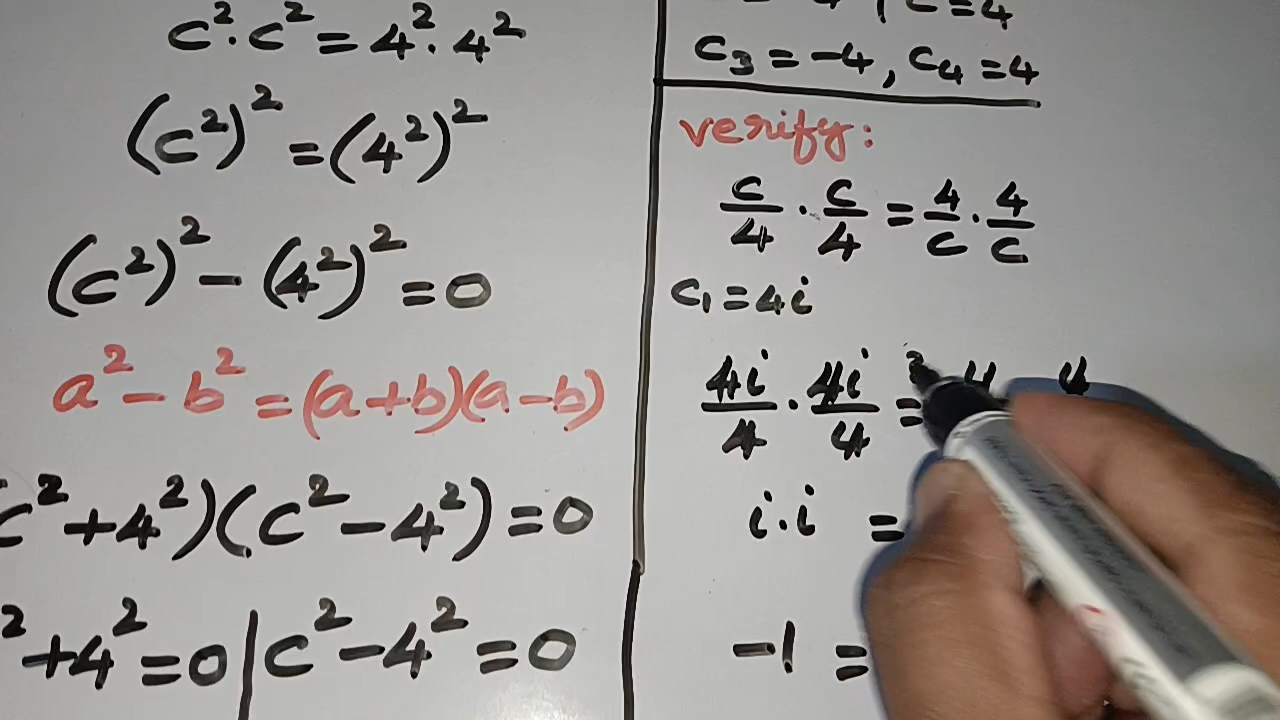 c²·c² = 4²·4²
(c²)² = (4²)²
(c²)² − (4²)² = 0
a² − b² = (a+b)(a−b)
c² + 4²)(c² − 4²) = 0
² + 4² = 0 | c² − 4² = 0
c = 4
c₃ = −4, c₄ = 4
verify:
c/4 · c/4 = 4/c · 4/c
c₁ = 4i
4i/4 · 4i/4 =
i·i =
−1 =